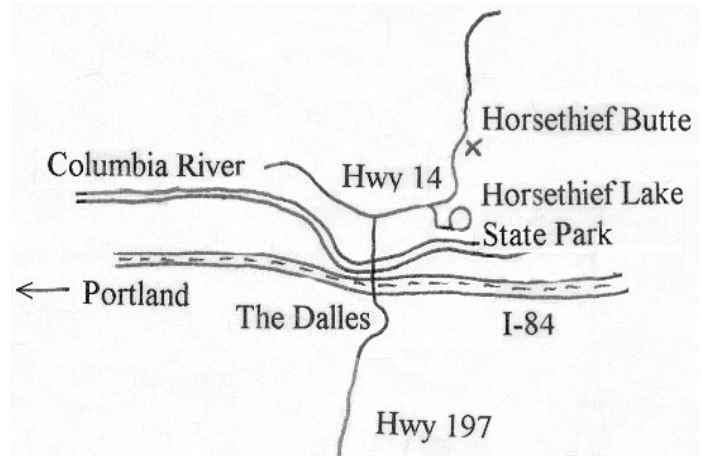 Horsethief Butte
Columbia River
Hwy 14
Horsethief Lake
State Park
Portland
The Dalles
I-84
Hwy 197